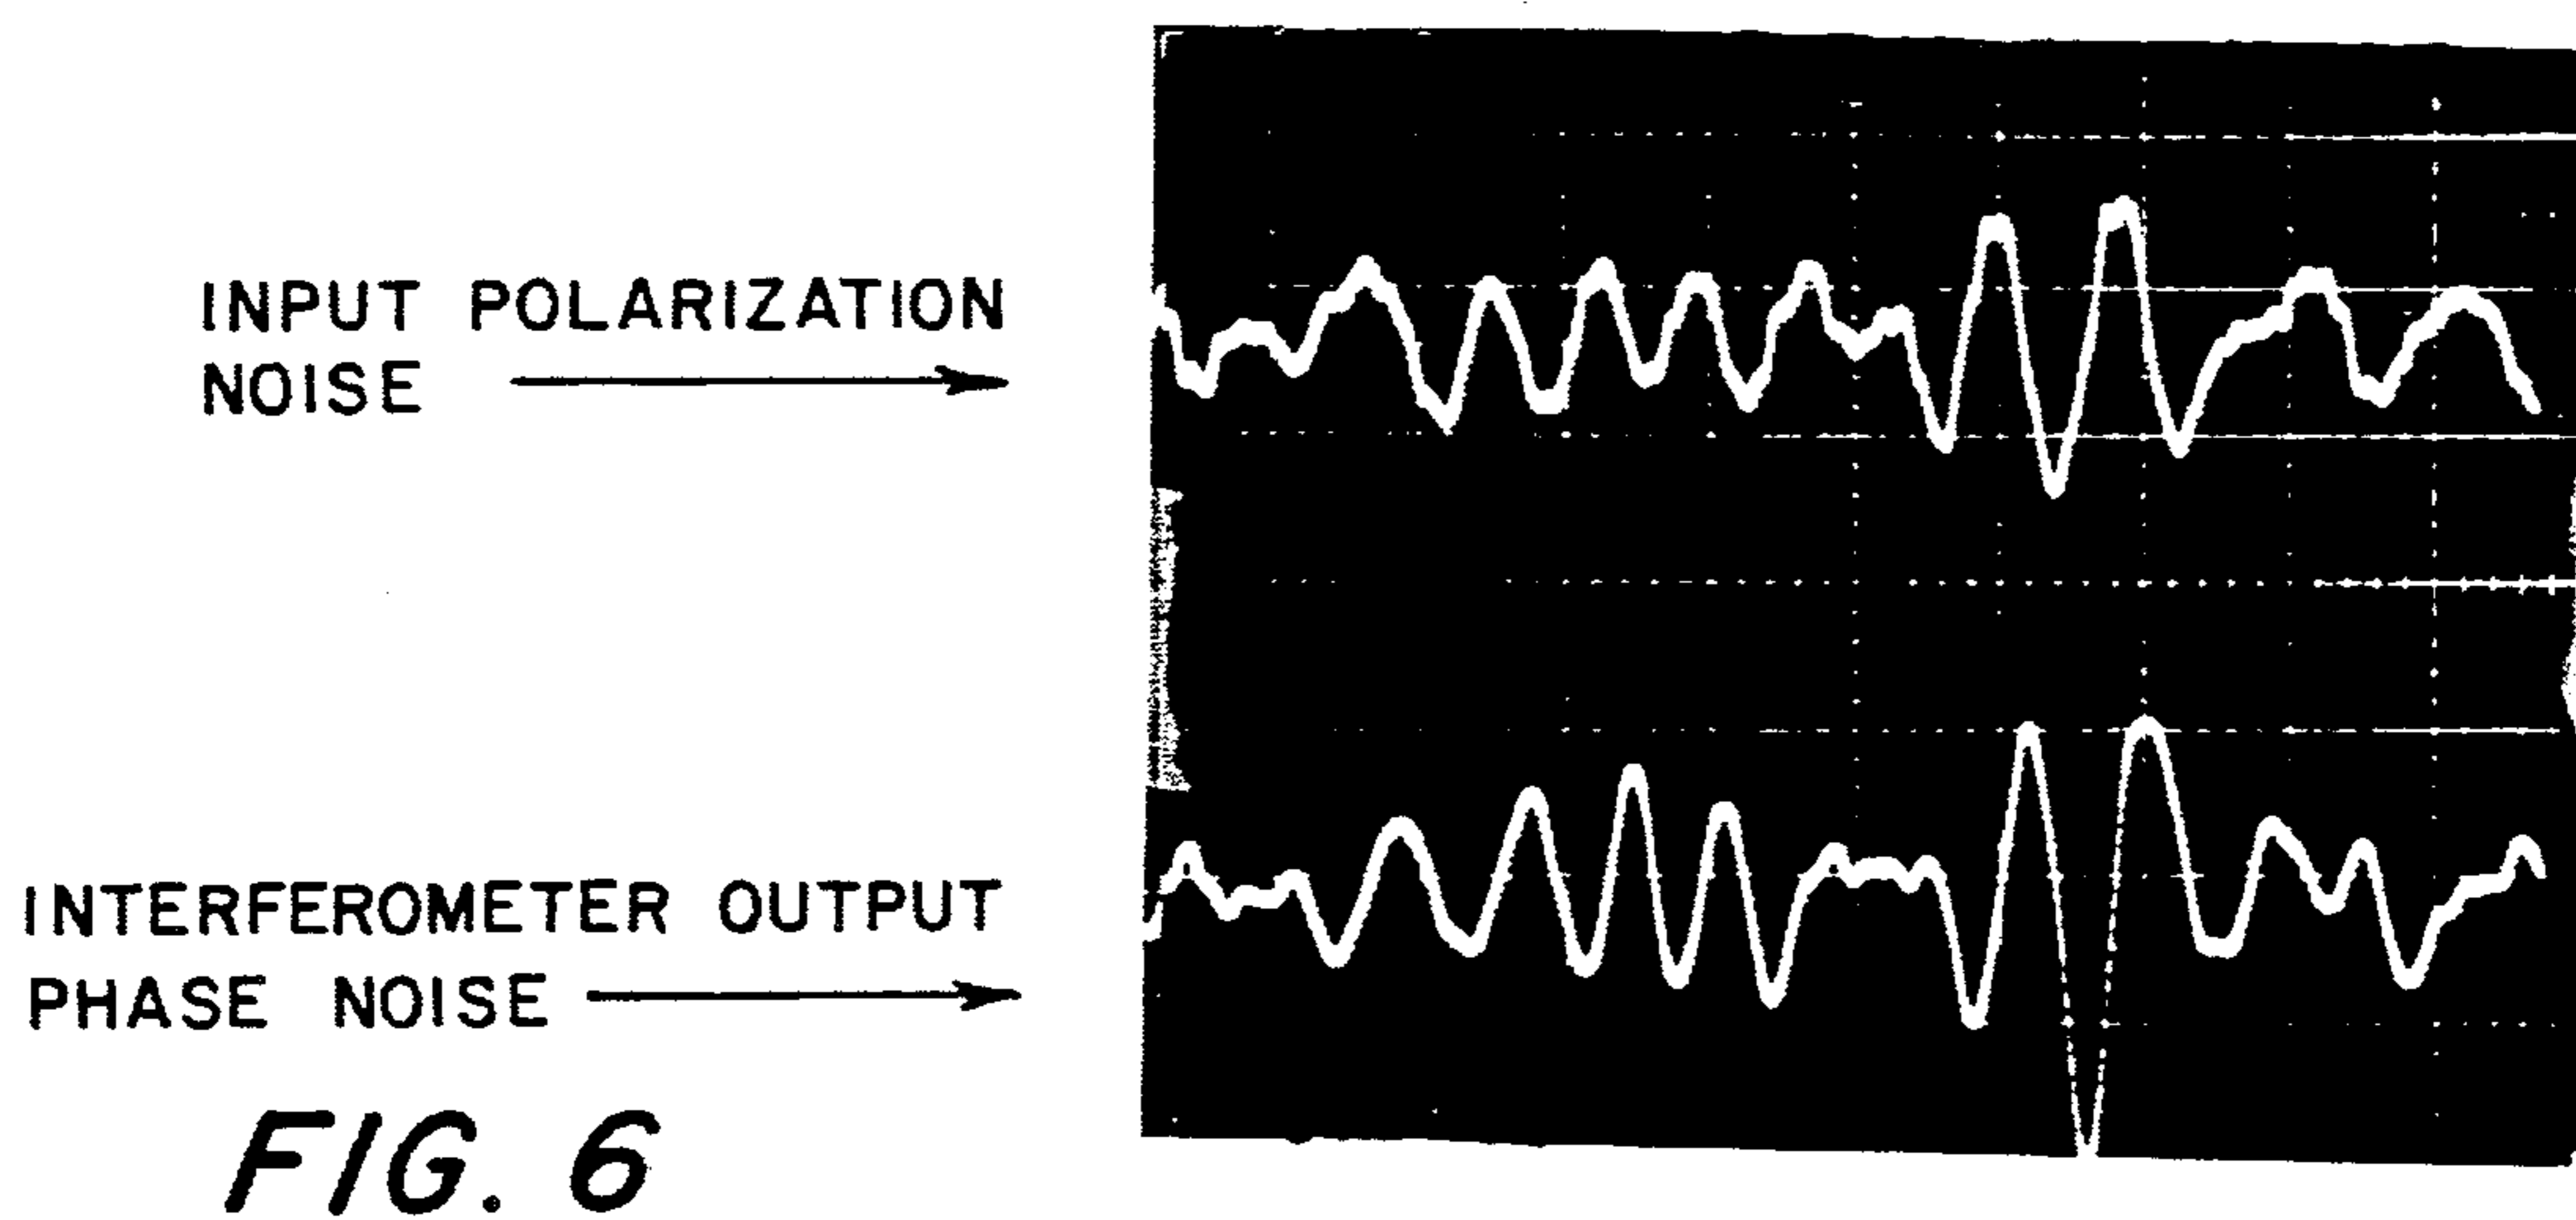 INPUT POLARIZATION
NOISE
INTERFEROMETER OUTPUT
PHASE NOISE
FIG. 6